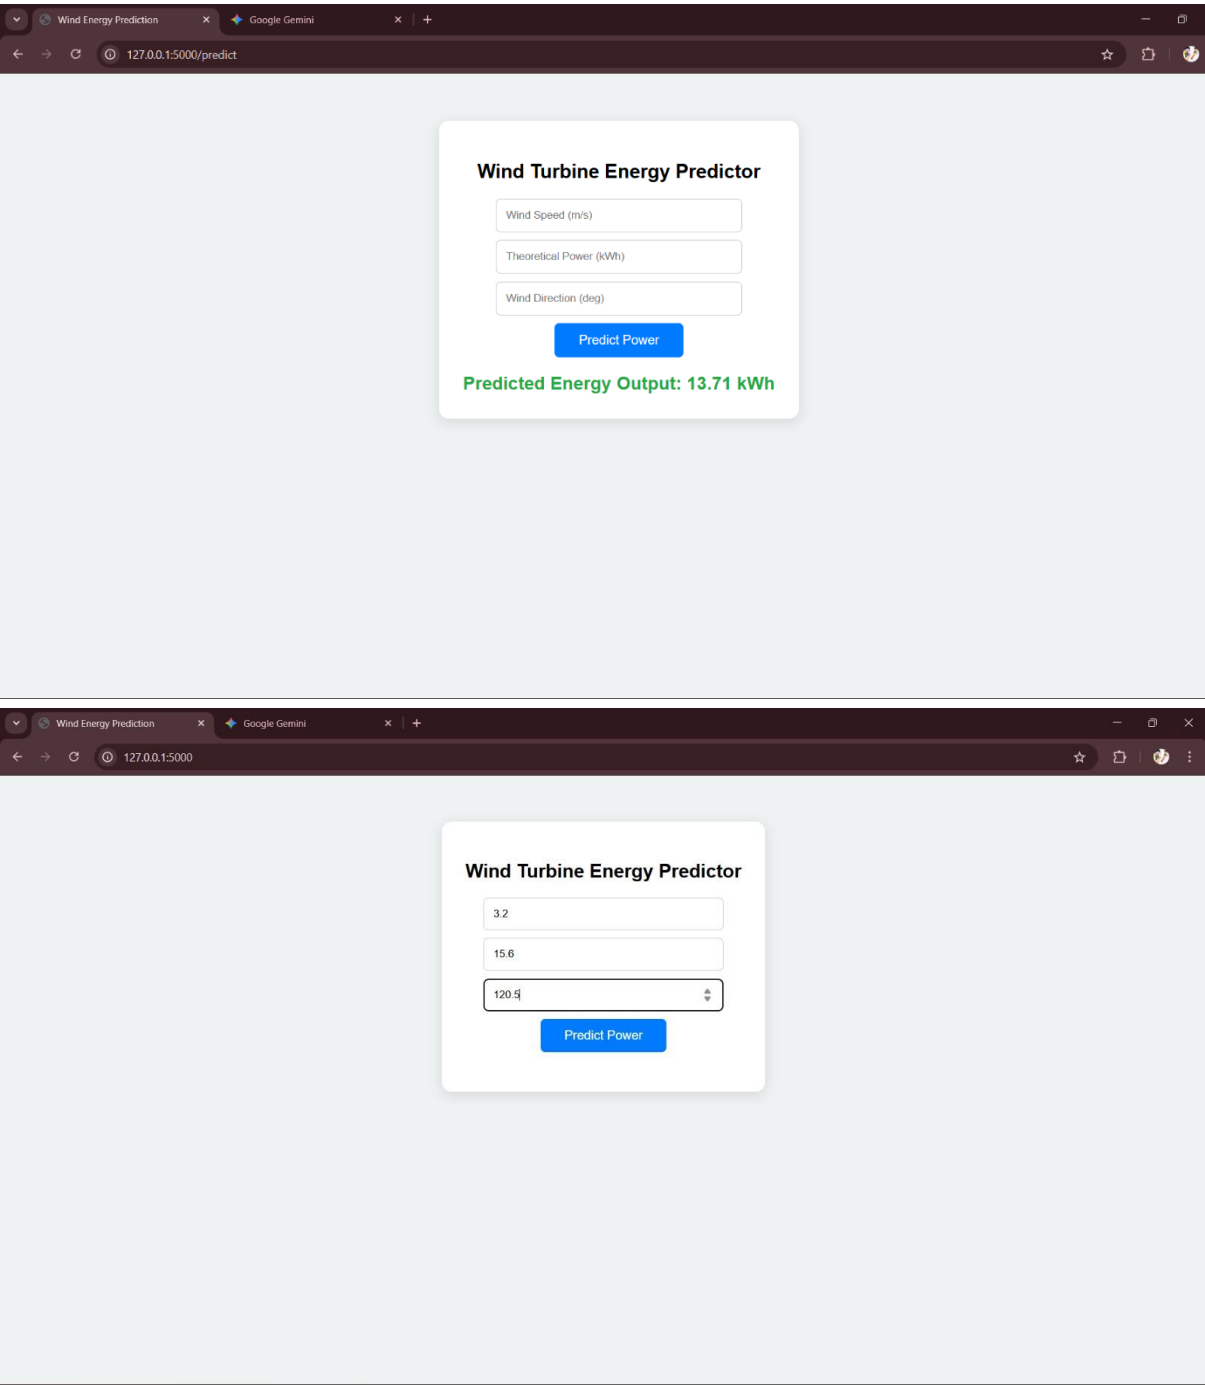 Wind Energy Prediction
Google Gemini
127.0.0.1:5000/predict
Wind Turbine Energy Predictor
Wind Speed (m/s)
Theoretical Power (kWh)
Wind Direction (deg)
Predict Power
Predicted Energy Output: 13.71 kWh
Wind Energy Prediction
Google Gemini
127.0.0.1:5000
Wind Turbine Energy Predictor
3.2
15.6
120.5
Predict Power